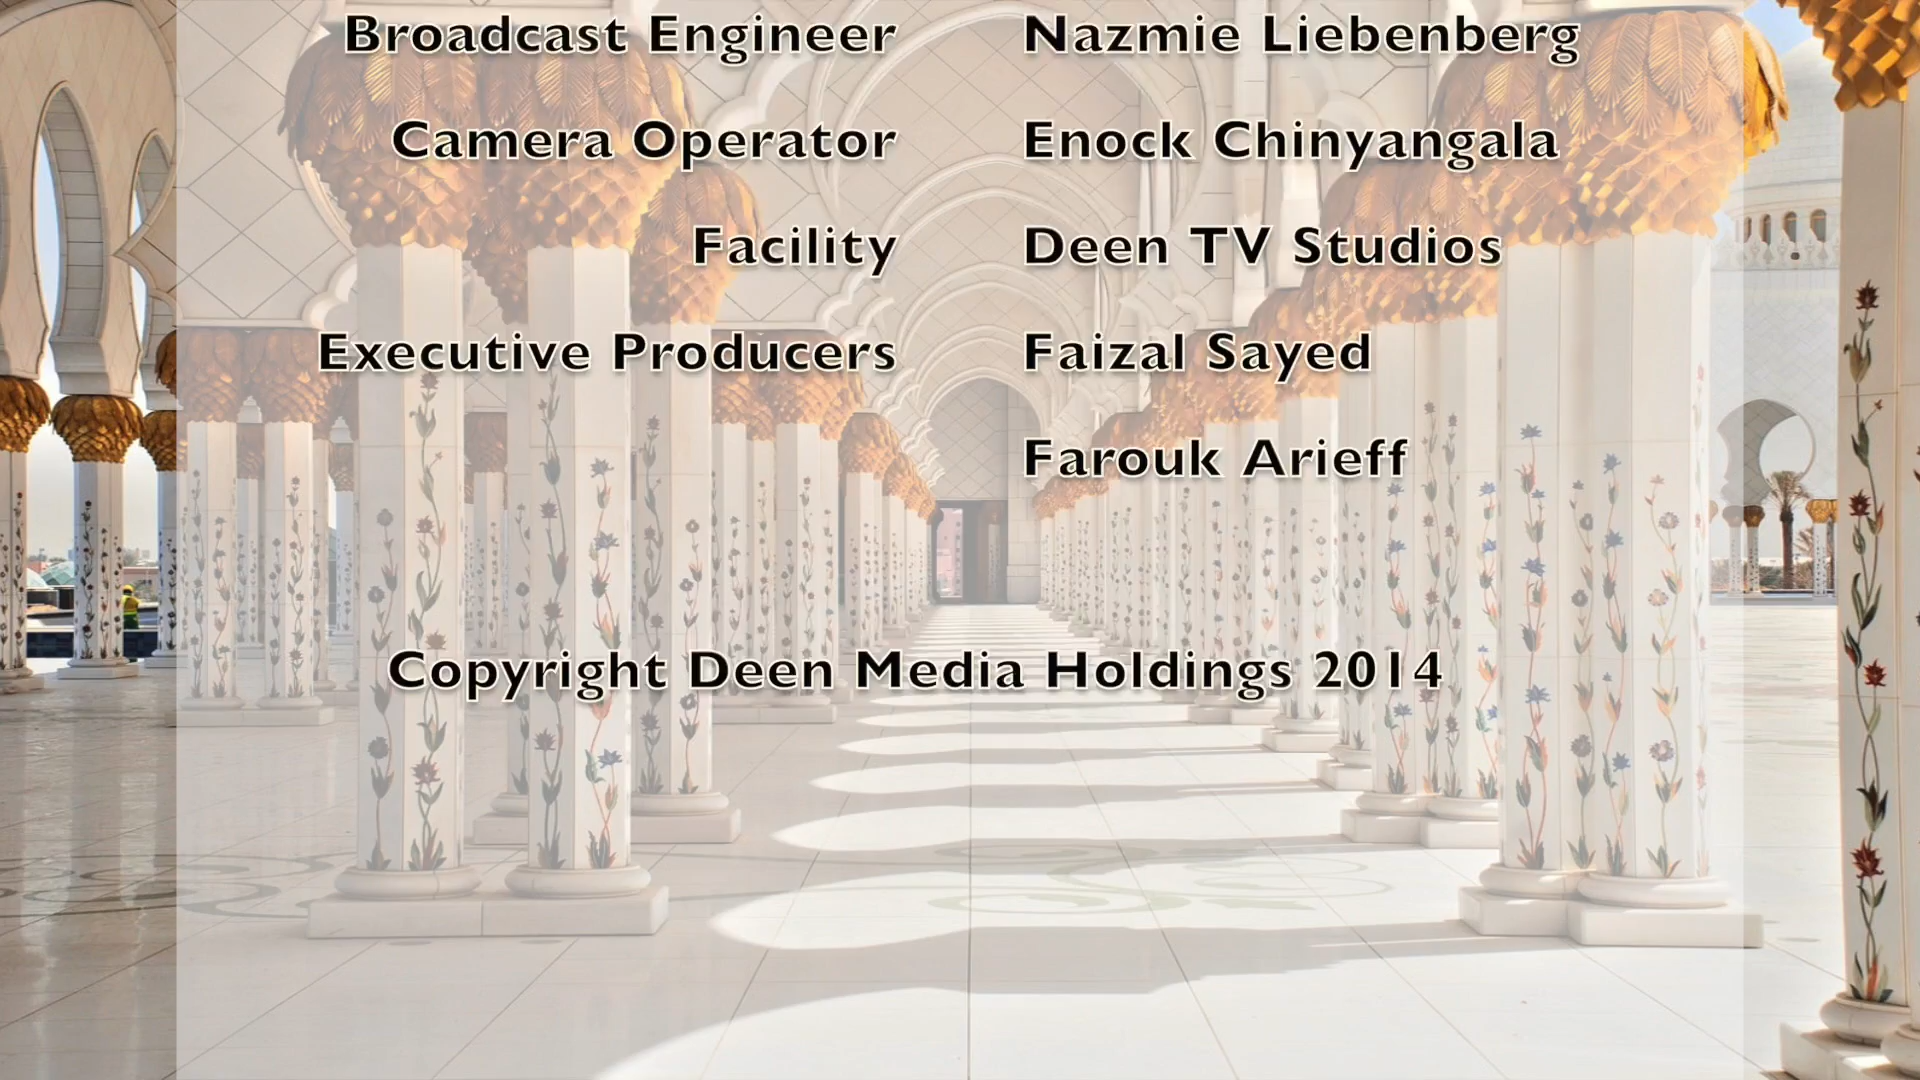 Broadcast Engineer Nazmie Liebenberg
Camera Operator Enock Chinyangala
Facility Deen TV Studios
Executive Producers Faizal Sayed
Farouk Arieff
Copyright Deen Media Holdings 2014